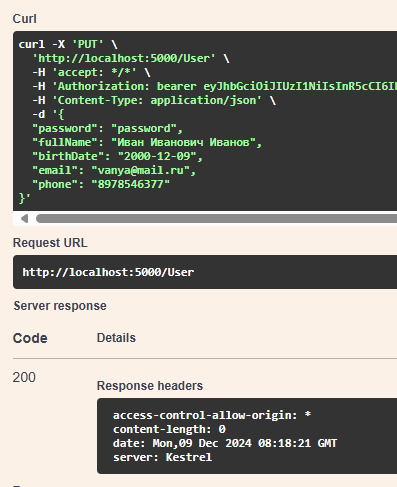 Curl
curl -X 'PUT' \
'http://localhost:5000/User' \
-H 'accept: */*' \
-H 'Authorization: bearer eyJhbGciOiJIUzI1NiIsInR5cCI6I
-H 'Content-Type: application/json' \
-d '{
"password": "password",
"fullName": "Иван Иванович Иванов",
"birthDate": "2000-12-09",
"email": "vanya@mail.ru",
"phone": "8978546377"
}'
Request URL
http://localhost:5000/User
Server response
Code Details
200
Response headers
access-control-allow-origin: *
content-length: 0
date: Mon,09 Dec 2024 08:18:21 GMT
server: Kestrel